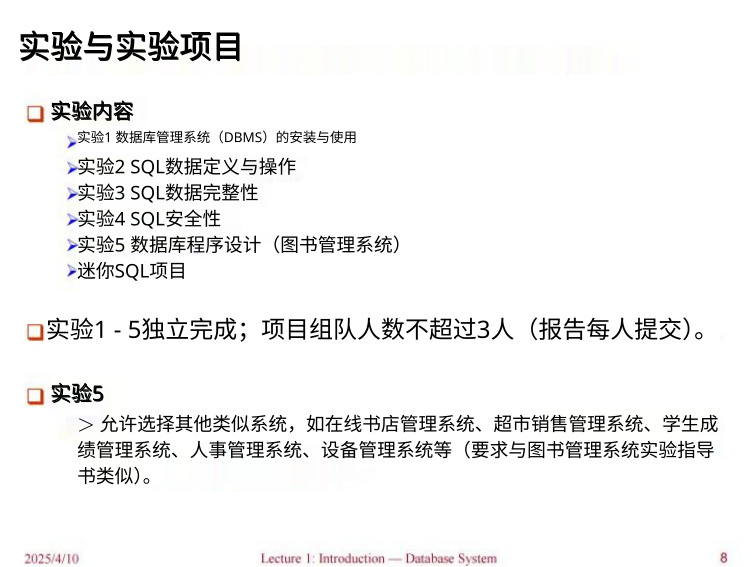 实验与实验项目
实验内容
实验1 数据库管理系统（DBMS）的安装与使用
实验2 SQL数据定义与操作
实验3 SQL数据完整性
实验4 SQL安全性
实验5 数据库程序设计（图书管理系统）
迷你SQL项目
实验1 - 5独立完成；项目组队人数不超过3人（报告每人提交）。
实验5
＞ 允许选择其他类似系统，如在线书店管理系统、超市销售管理系统、学生成
绩管理系统、人事管理系统、设备管理系统等（要求与图书管理系统实验指导
书类似）。
2025/4/10 Lecture 1: Introduction — Database System 8